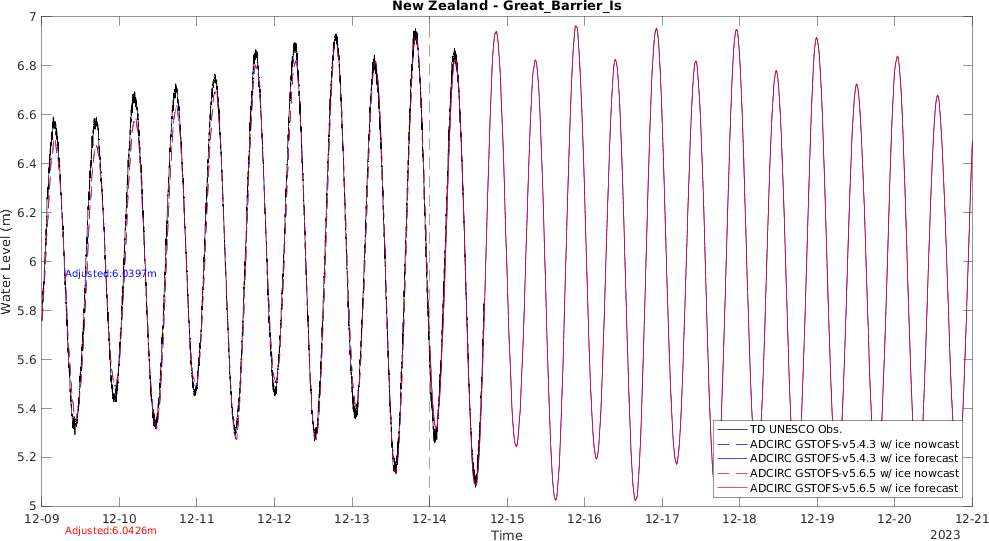 New Zealand - Great_Barrier_Is
7
6.8
6.6
6.4
6.2
6
5.8
5.6
5.4
5.2
5
Water Level (m)
Adjusted:6.0397m
TD UNESCO Obs.
ADCIRC GSTOFS-v5.4.3 w/ ice nowcast
ADCIRC GSTOFS-v5.4.3 w/ ice forecast
ADCIRC GSTOFS-v5.6.5 w/ ice nowcast
ADCIRC GSTOFS-v5.6.5 w/ ice forecast
12-09 12-10 12-11 12-12 12-13 12-14 12-15 12-16 12-17 12-18 12-19 12-20 12-21
Adjusted:6.0426m
Time
2023